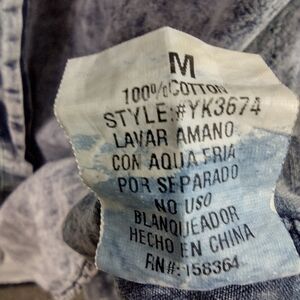 M
100% COTTON
STYLE:#YK3674
LAVAR AMANO
CON AQUA FRIA
POR SEPARADO
NO USO
BLANQUEADOR
HECHO EN CHINA
RN#:158364